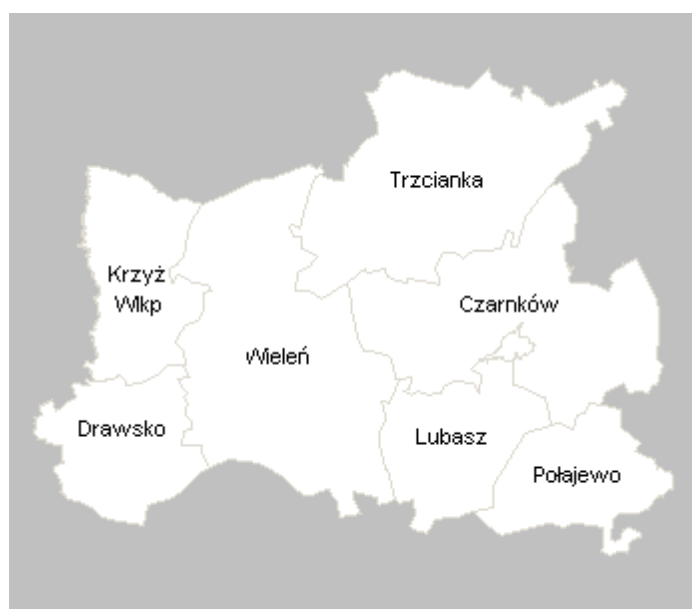 Trzcianka
Krzyż
Wlkp
Czarnków
Wieleń
Drawsko
Lubasz
Połajewo